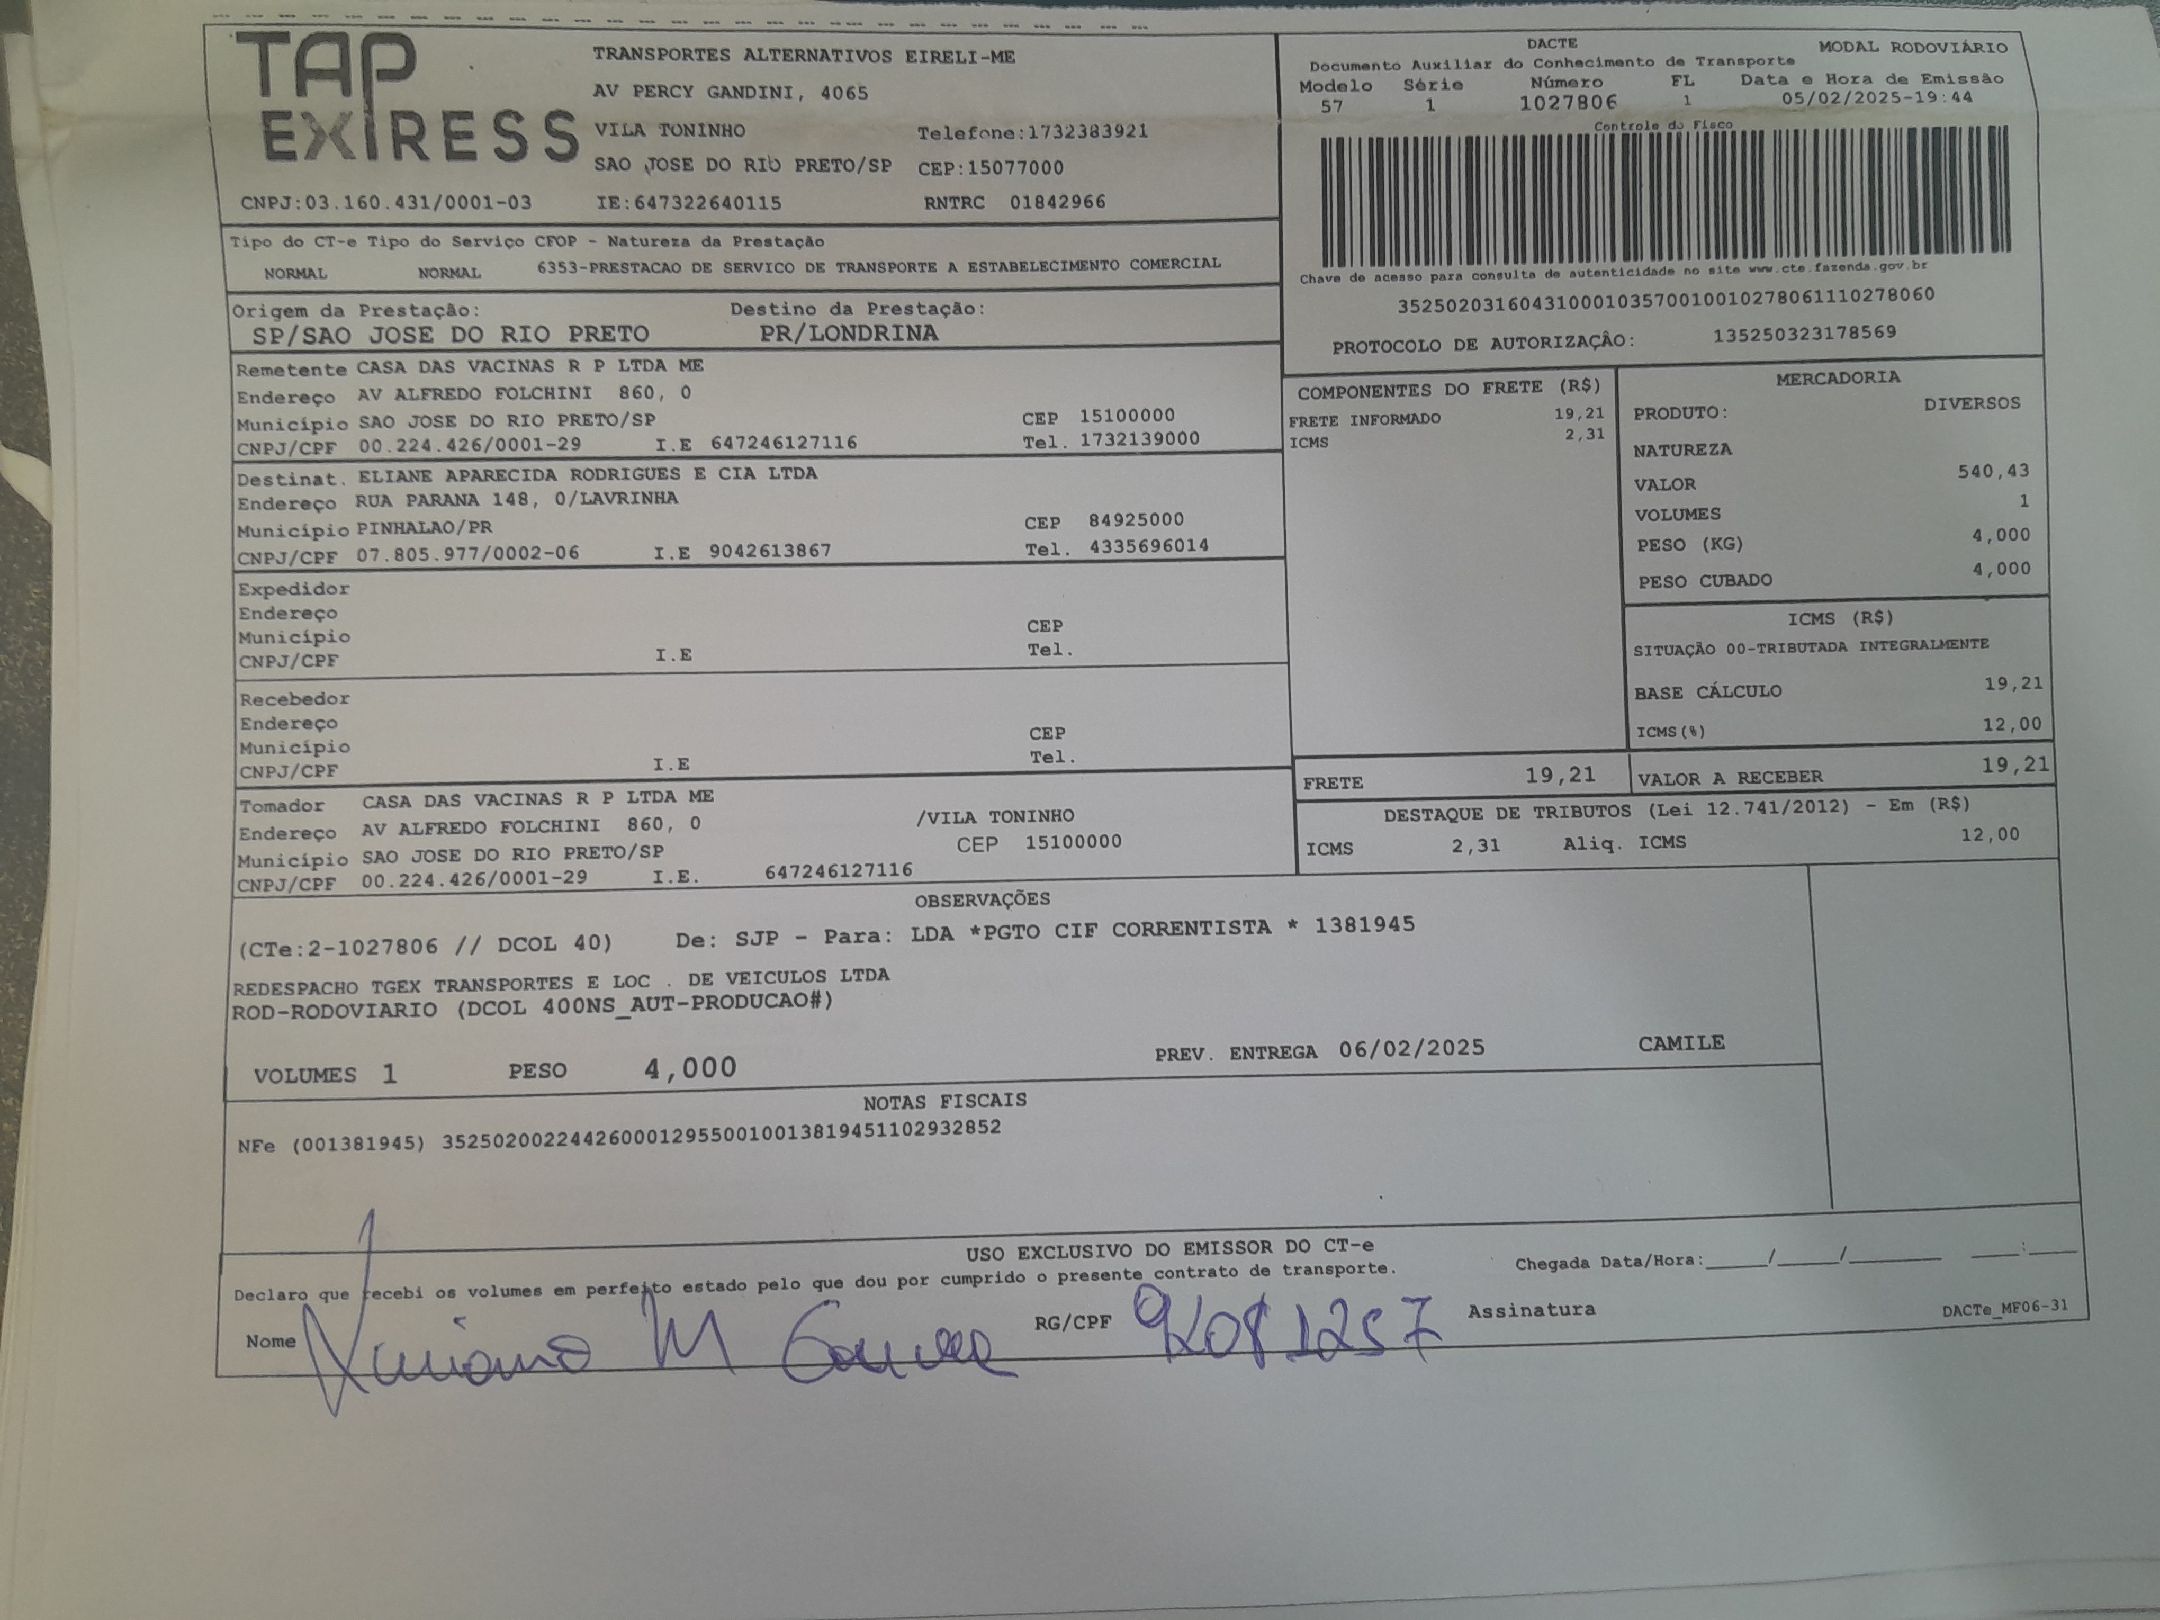 TAP EXPRESS
TRANSPORTES ALTERNATIVOS EIRELI-ME
AV PERCY GANDINI, 4065
VILA TONINHO Telefone:1732383921
SAO JOSE DO RIO PRETO/SP CEP:15077000
CNPJ:03.160.431/0001-03 IE:647322640115 RNTRC 01842966
DACTE MODAL RODOVIÁRIO
Documento Auxiliar do Conhecimento de Transporte
Modelo Série Número FL Data e Hora de Emissão
57 1 1027806 1 05/02/2025-19:44
Controle do Fisco
Chave de acesso para consulta de autenticidade no site www.cte.fazenda.gov.br
35250203160431000103570010010278061110278060
PROTOCOLO DE AUTORIZAÇÂO: 135250323178569
Tipo do CT-e Tipo do Serviço CFOP - Natureza da Prestação
NORMAL NORMAL 6353-PRESTACAO DE SERVICO DE TRANSPORTE A ESTABELECIMENTO COMERCIAL
Origem da Prestação: Destino da Prestação:
SP/SAO JOSE DO RIO PRETO PR/LONDRINA
Remetente CASA DAS VACINAS R P LTDA ME
Endereço AV ALFREDO FOLCHINI 860, 0
Município SAO JOSE DO RIO PRETO/SP CEP 15100000
CNPJ/CPF 00.224.426/0001-29 I.E 647246127116 Tel. 1732139000
Destinat. ELIANE APARECIDA RODRIGUES E CIA LTDA
Endereço RUA PARANA 148, 0/LAVRINHA
Município PINHALAO/PR CEP 84925000
CNPJ/CPF 07.805.977/0002-06 I.E 9042613867 Tel. 4335696014
Expedidor
Endereço
Município CEP
CNPJ/CPF I.E Tel.
Recebedor
Endereço
Município CEP
CNPJ/CPF I.E Tel.
Tomador CASA DAS VACINAS R P LTDA ME
Endereço AV ALFREDO FOLCHINI 860, 0 /VILA TONINHO
Município SAO JOSE DO RIO PRETO/SP CEP 15100000
CNPJ/CPF 00.224.426/0001-29 I.E. 647246127116
COMPONENTES DO FRETE (R$)
FRETE INFORMADO 19,21
ICMS 2,31
MERCADORIA
PRODUTO: DIVERSOS
NATUREZA
VALOR 540,43
VOLUMES 1
PESO (KG) 4,000
PESO CUBADO 4,000
ICMS (R$)
SITUAÇÃO 00-TRIBUTADA INTEGRALMENTE
BASE CÁLCULO 19,21
ICMS(%) 12,00
FRETE 19,21 VALOR A RECEBER 19,21
DESTAQUE DE TRIBUTOS (Lei 12.741/2012) - Em (R$)
ICMS 2,31 Aliq. ICMS 12,00
OBSERVAÇÕES
(CTe:2-1027806 // DCOL 40) De: SJP - Para: LDA *PGTO CIF CORRENTISTA * 1381945
REDESPACHO TGEX TRANSPORTES E LOC . DE VEICULOS LTDA
ROD-RODOVIARIO (DCOL 400NS_AUT-PRODUCAO#)
VOLUMES 1 PESO 4,000 PREV. ENTREGA 06/02/2025 CAMILE
NOTAS FISCAIS
NFe (001381945) 35250200224426000129550010013819451102932852
USO EXCLUSIVO DO EMISSOR DO CT-e
Declaro que recebi os volumes em perfeito estado pelo que dou por cumprido o presente contrato de transporte.
Chegada Data/Hora:_____/_____/_______ ____:____
Nome M RG/CPF Assinatura
DACTe_MF06-31